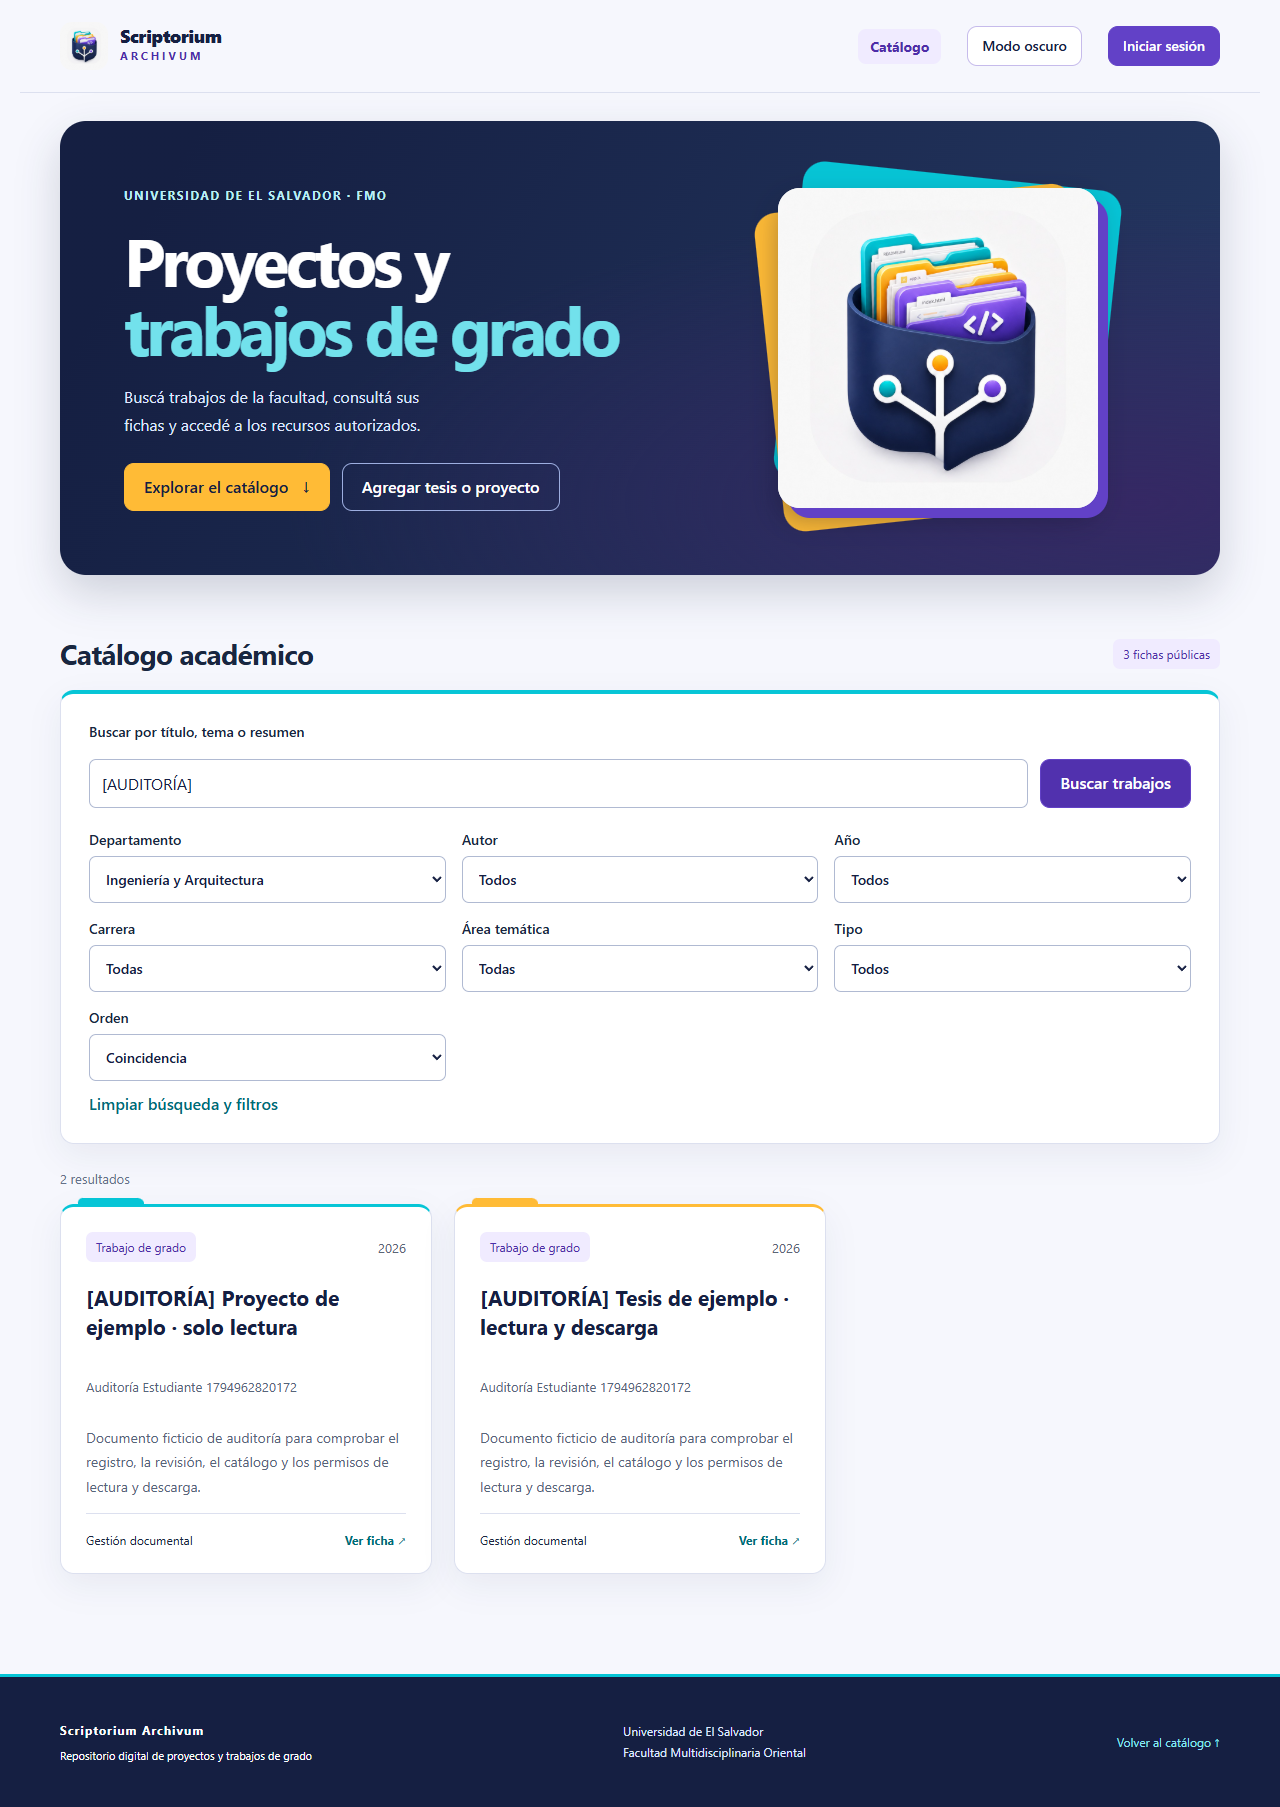 Scriptorium
ARCHIVUM
Catálogo
Modo oscuro
Iniciar sesión
UNIVERSIDAD DE EL SALVADOR · FMO
Proyectos y
trabajos de grado
Buscá trabajos de la facultad, consultá sus
fichas y accedé a los recursos autorizados.
Explorar el catálogo ↓
Agregar tesis o proyecto
</>
Catálogo académico
3 fichas públicas
Buscar por título, tema o resumen
[AUDITORÍA]
Buscar trabajos
Departamento
Autor
Año
Ingeniería y Arquitectura
Todos
Todos
Carrera
Área temática
Tipo
Todas
Todas
Todos
Orden
Coincidencia
Limpiar búsqueda y filtros
2 resultados
Trabajo de grado
2026
[AUDITORÍA] Proyecto de
ejemplo · solo lectura
Auditoría Estudiante 1794962820172
Documento ficticio de auditoría para comprobar el
registro, la revisión, el catálogo y los permisos de
lectura y descarga.
Gestión documental
Ver ficha ↗
Trabajo de grado
2026
[AUDITORÍA] Tesis de ejemplo ·
lectura y descarga
Auditoría Estudiante 1794962820172
Documento ficticio de auditoría para comprobar el
registro, la revisión, el catálogo y los permisos de
lectura y descarga.
Gestión documental
Ver ficha ↗
Scriptorium Archivum
Repositorio digital de proyectos y trabajos de grado
Universidad de El Salvador
Facultad Multidisciplinaria Oriental
Volver al catálogo ↑